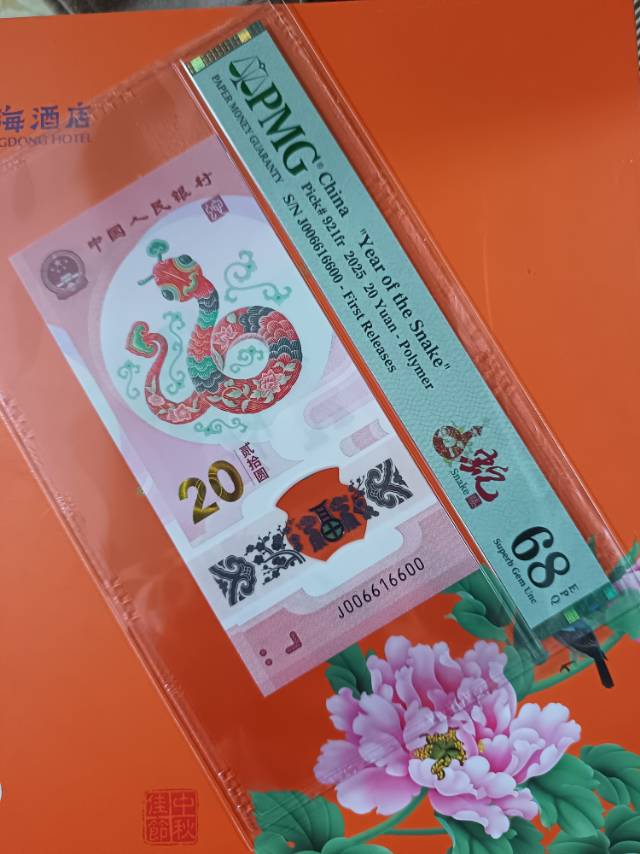 海酒店
GDONG HOTEL
PMG®
PAPER MONEY GUARANTY
China
Pick# 921fr 2025 20 Yuan - Polymer
S/N J006616600 - First Releases
"Year of the Snake"
蛇
Snake
68
EPQ
Superb Gem Unc
中国人民银行
20
贰拾圆
J006616600
中秋
佳節